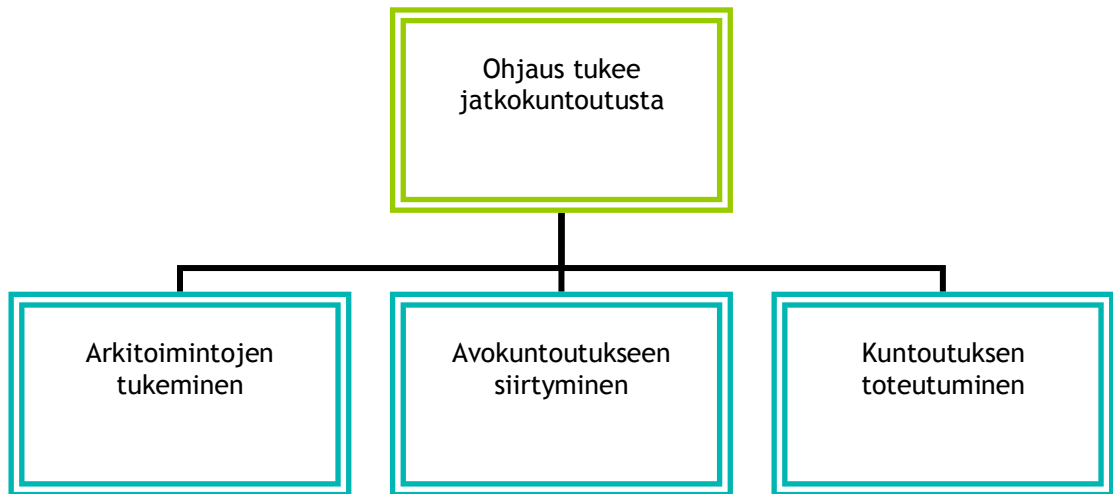 Ohjaus tukee
jatkokuntoutusta
Arkitoimintojen
tukeminen
Avokuntoutukseen
siirtyminen
Kuntoutuksen
toteutuminen